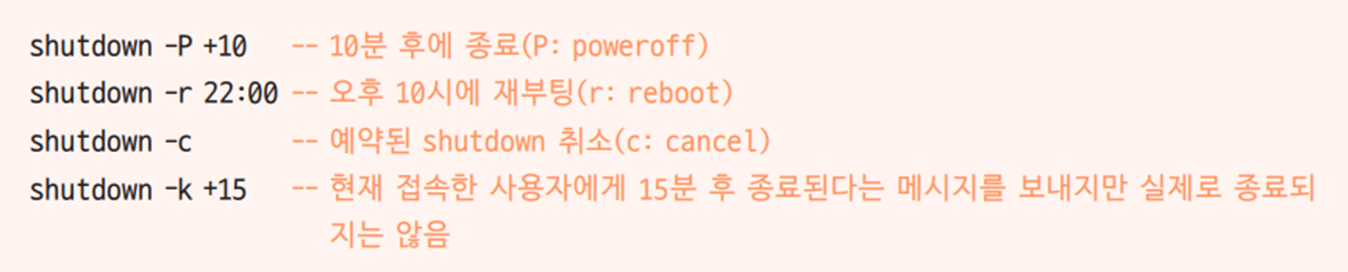 shutdown -P +10 -- 10분 후에 종료(P: poweroff)
shutdown -r 22:00 -- 오후 10시에 재부팅(r: reboot)
shutdown -c -- 예약된 shutdown 취소(c: cancel)
shutdown -k +15 -- 현재 접속한 사용자에게 15분 후 종료된다는 메시지를 보내지만 실제로 종료되
지는 않음